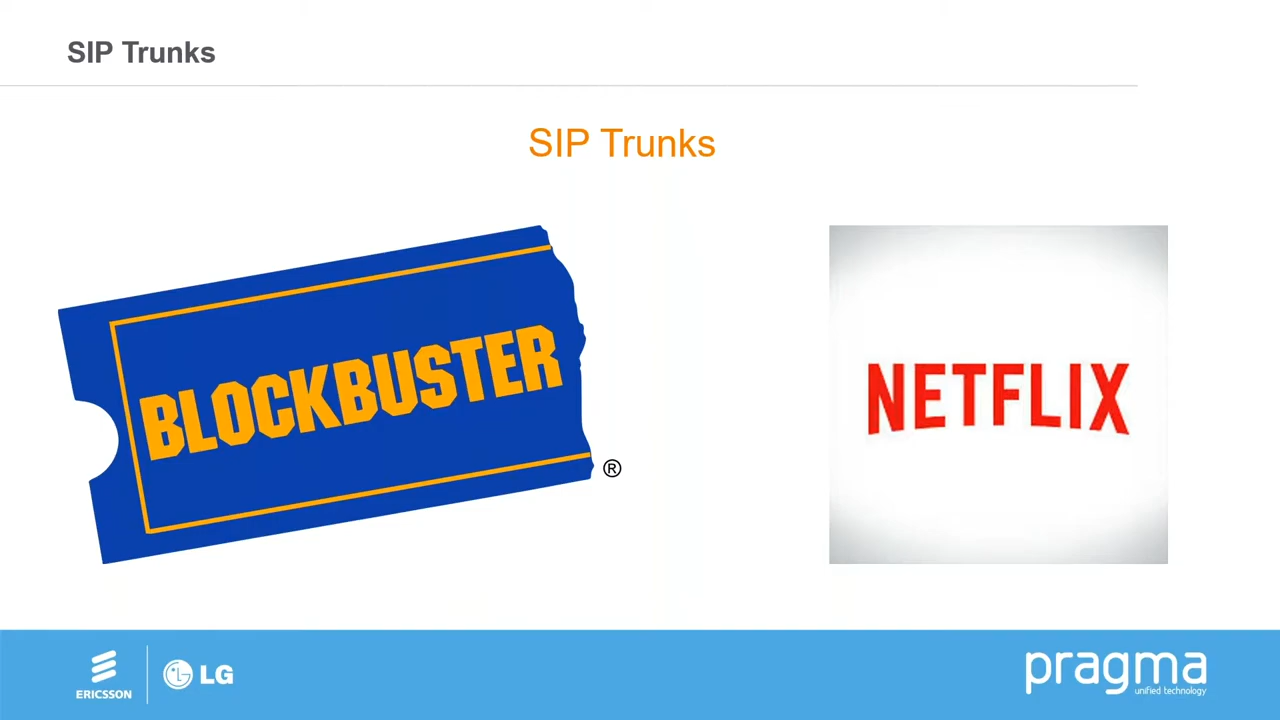 SIP Trunks
SIP Trunks
BLOCKBUSTER
®
NETFLIX
ERICSSON
LG
pragma
unified technology